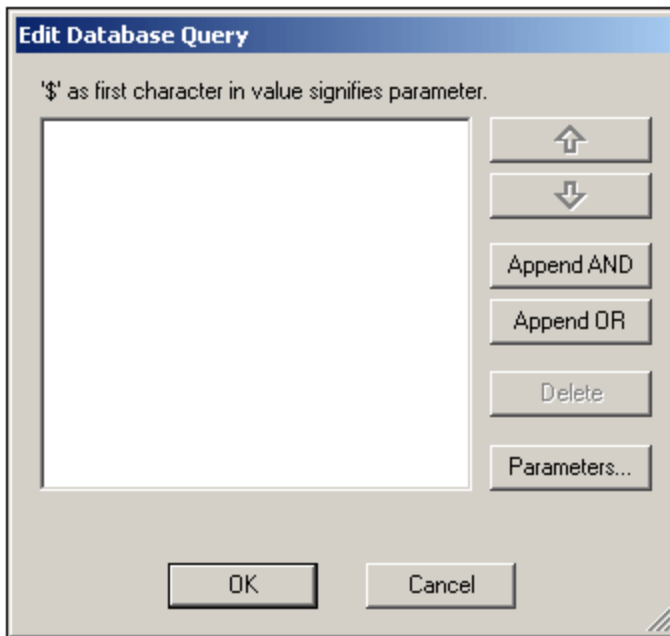 Edit Database Query
'$' as first character in value signifies parameter.
Append AND
Append OR
Delete
Parameters...
OK
Cancel